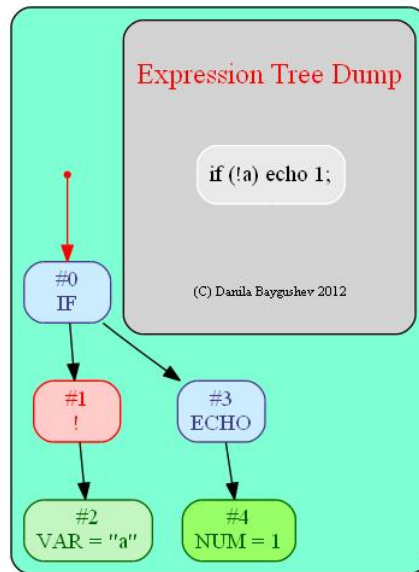 Expression Tree Dump
if (!a) echo 1;
(C) Danila Baygushev 2012
#0
IF
#1
!
#3
ECHO
#2
VAR = "a"
#4
NUM = 1